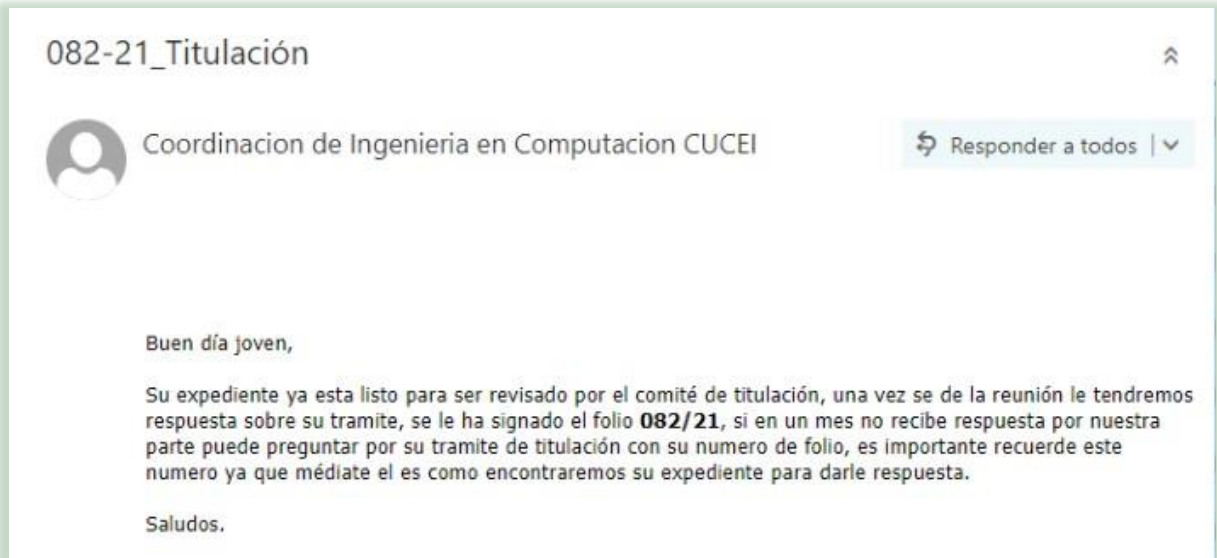 082-21_Titulación
Coordinacion de Ingenieria en Computacion CUCEI
Responder a todos
Buen día joven,
Su expediente ya esta listo para ser revisado por el comité de titulación, una vez se de la reunión le tendremos
respuesta sobre su tramite, se le ha signado el folio 082/21, si en un mes no recibe respuesta por nuestra
parte puede preguntar por su tramite de titulación con su numero de folio, es importante recuerde este
numero ya que médiate el es como encontraremos su expediente para darle respuesta.
Saludos.